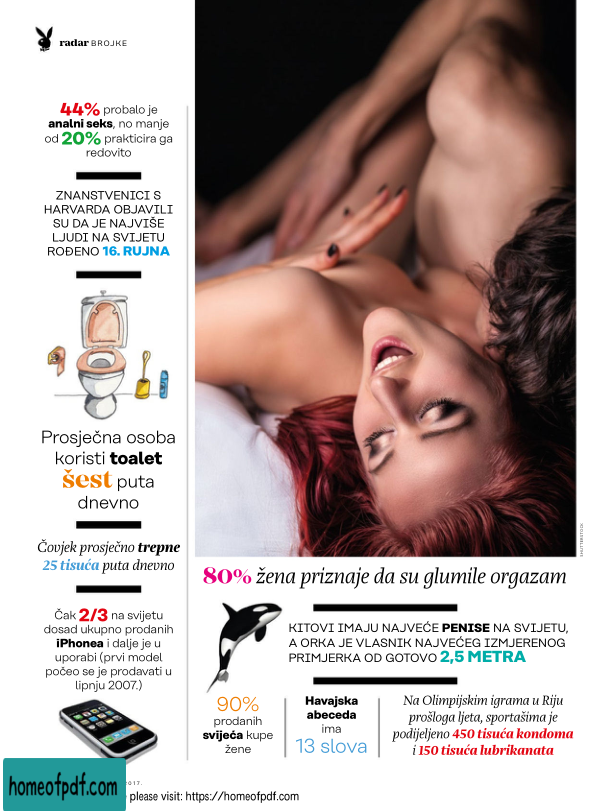 radar BROJKE
44% probalo je
analni seks, no manje
od 20% prakticira ga
redovito
ZNANSTVENICI S
HARVARDA OBJAVILI
SU DA JE NAJVIŠE
LJUDI NA SVIJETU
ROĐENO 16. RUJNA
Prosječna osoba
koristi toalet
šest puta
dnevno
Čovjek prosječno trepne
25 tisuća puta dnevno
Čak 2/3 na svijetu
dosad ukupno prodanih
iPhonea i dalje je u
uporabi (prvi model
počeo se je prodavati u
lipnju 2007.)
SHUTTERSTOCK
80% žena priznaje da su glumile orgazam
KITOVI IMAJU NAJVEĆE PENISE NA SVIJETU,
A ORKA JE VLASNIK NAJVEĆEG IZMJERENOG
PRIMJERKA OD GOTOVO 2,5 METRA
90%
prodanih
svijeća kupe
žene
Havajska
abeceda
ima
13 slova
Na Olimpijskim igrama u Riju
prošloga ljeta, sportašima je
podijeljeno 450 tisuća kondoma
i 150 tisuća lubrikanata
2017.
homeofpdf.com
please visit: https://homeofpdf.com